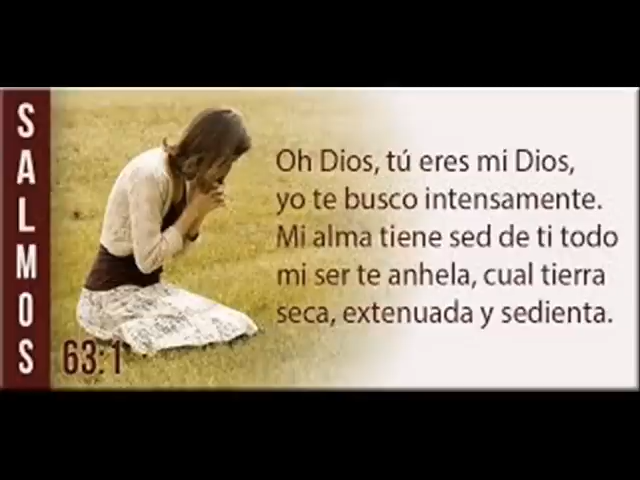 SALMOS
63:1
Oh Dios, tú eres mi Dios,
yo te busco intensamente.
Mi alma tiene sed de ti todo
mi ser te anhela, cual tierra
seca, extenuada y sedienta.